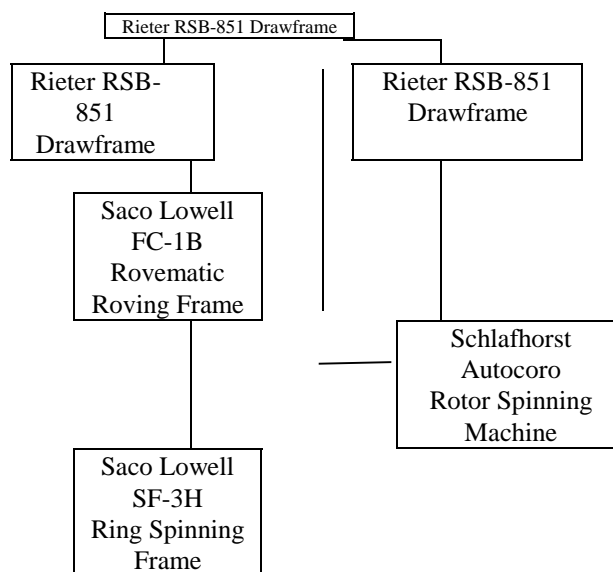 Rieter RSB-851 Drawframe
Rieter RSB-
851
Drawframe
Rieter RSB-851
Drawframe
Saco Lowell
FC-1B
Rovematic
Roving Frame
Schlafhorst
Autocoro
Rotor Spinning
Machine
Saco Lowell
SF-3H
Ring Spinning
Frame